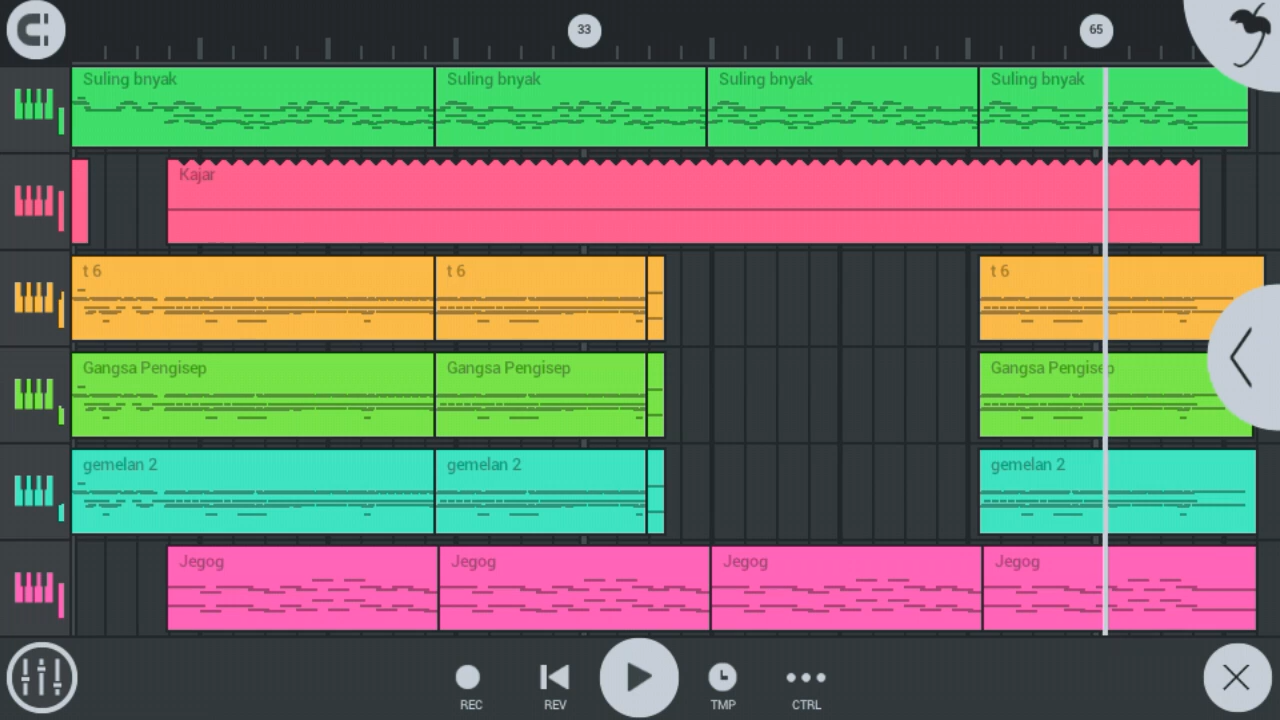 33 65
Suling bnyak Suling bnyak Suling bnyak Suling bnyak
Kajar
t 6 t 6 t 6
Gangsa Pengisep Gangsa Pengisep Gangsa Pengisep
gemelan 2 gemelan 2 gemelan 2
Jegog Jegog Jegog Jegog
REC REV TMP CTRL